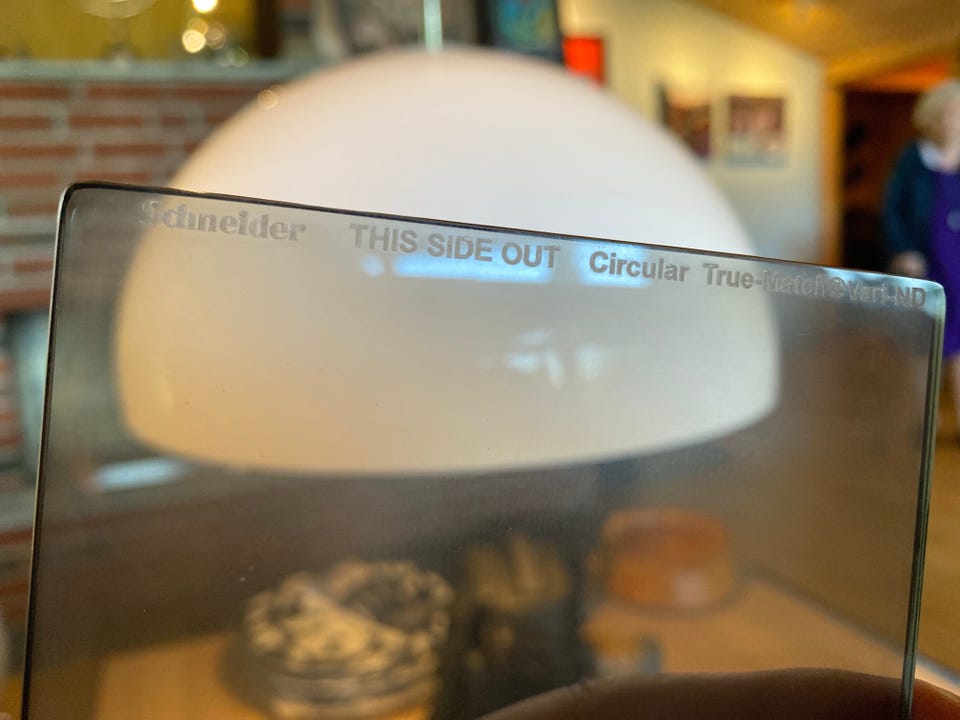 Schneider THIS SIDE OUT Circular True-Match® Vari-ND